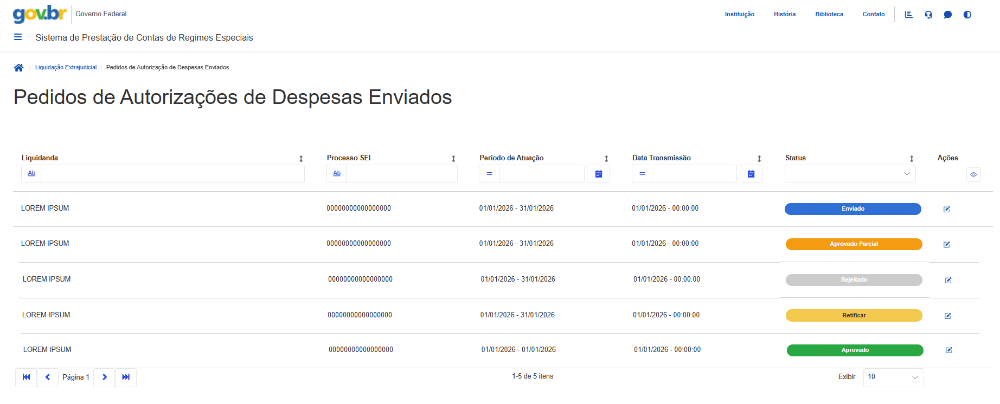 gov.br Governo Federal Instituição História Biblioteca Contato
Sistema de Prestação de Contas de Regimes Especiais
Liquidação Extrajudicial Pedidos de Autorização de Despesas Enviados
Pedidos de Autorizações de Despesas Enviados
Liquidanda Processo SEI Período de Atuação Data Transmissão Status Ações
Ab Ab = =
LOREM IPSUM 00000000000000000 01/01/2026 - 31/01/2026 01/01/2026 - 00:00:00 Enviado
LOREM IPSUM 00000000000000000 01/01/2026 - 31/01/2026 01/01/2026 - 00:00:00 Aprovado Parcial
LOREM IPSUM 00000000000000000 01/01/2026 - 31/01/2026 01/01/2026 - 00:00:00 Rejeitado
LOREM IPSUM 00000000000000000 01/01/2026 - 31/01/2026 01/01/2026 - 00:00:00 Retificar
LOREM IPSUM 00000000000000000 01/01/2026 - 01/01/2026 01/01/2026 - 00:00:00 Aprovado
Página 1 1-5 de 5 itens Exibir 10